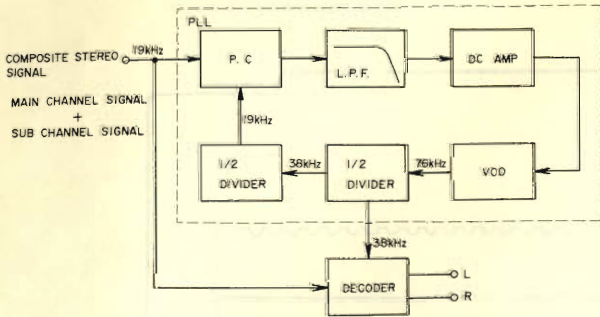 PLL
19kHz
COMPOSITE STEREO
SIGNAL
MAIN CHANNEL SIGNAL
+
SUB CHANNEL SIGNAL
P. C
L.P.F.
DC AMP
19kHz
1/2
DIVIDER
38kHz
1/2
DIVIDER
76kHz
VCO
38kHz
DECODER
L
R